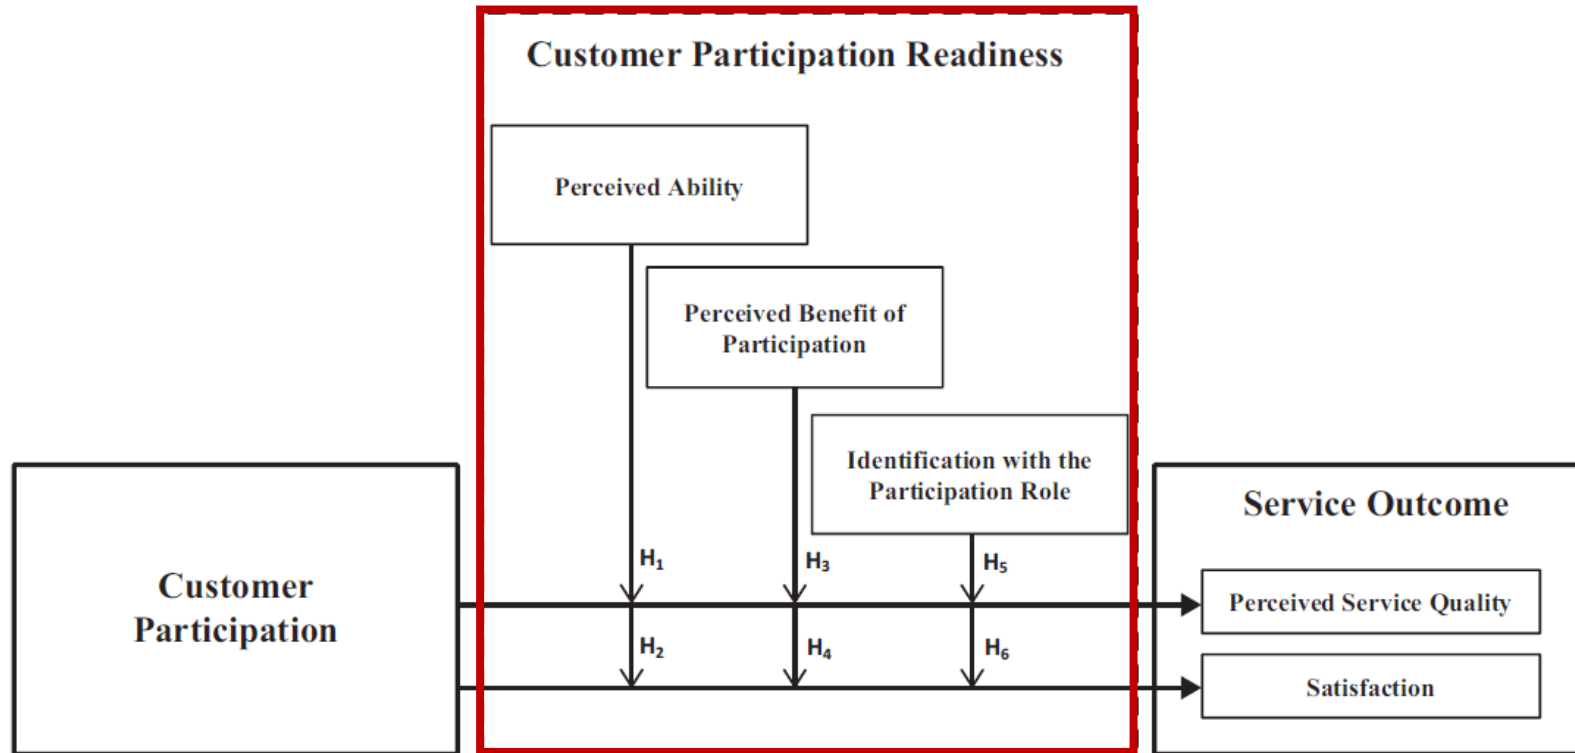 Customer Participation Readiness
Perceived Ability
Perceived Benefit of
Participation
Identification with the
Participation Role
Customer
Participation
H₁
H₃
H₅
H₂
H₄
H₆
Service Outcome
Perceived Service Quality
Satisfaction